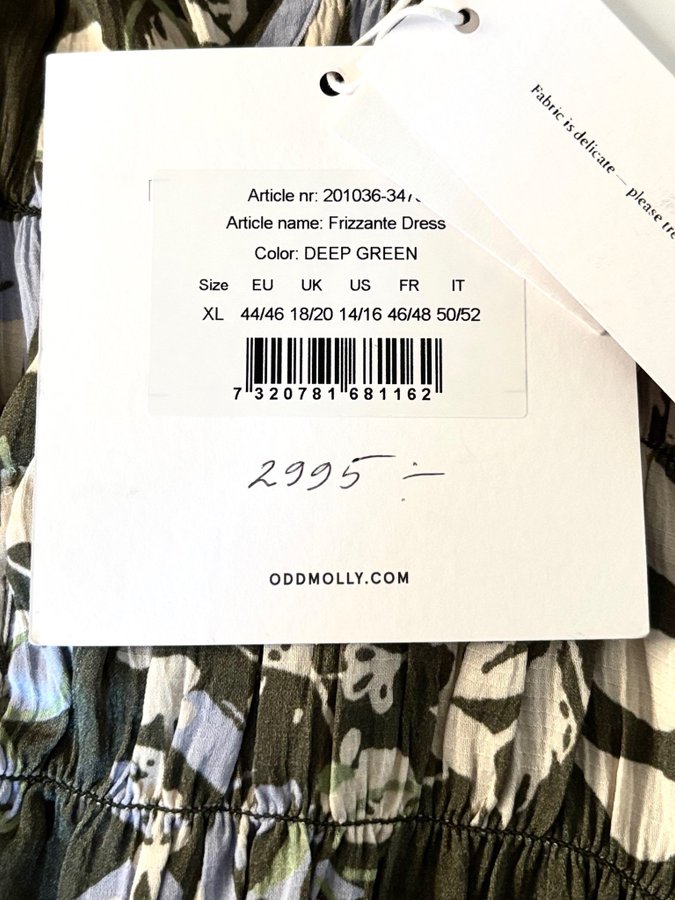 Fabric is delicate — please
Article nr: 201036-347
Article name: Frizzante Dress
Color: DEEP GREEN
Size EU UK US FR IT
XL 44/46 18/20 14/16 46/48 50/52
7 320781 681162
2995:-
ODDMOLLY.COM